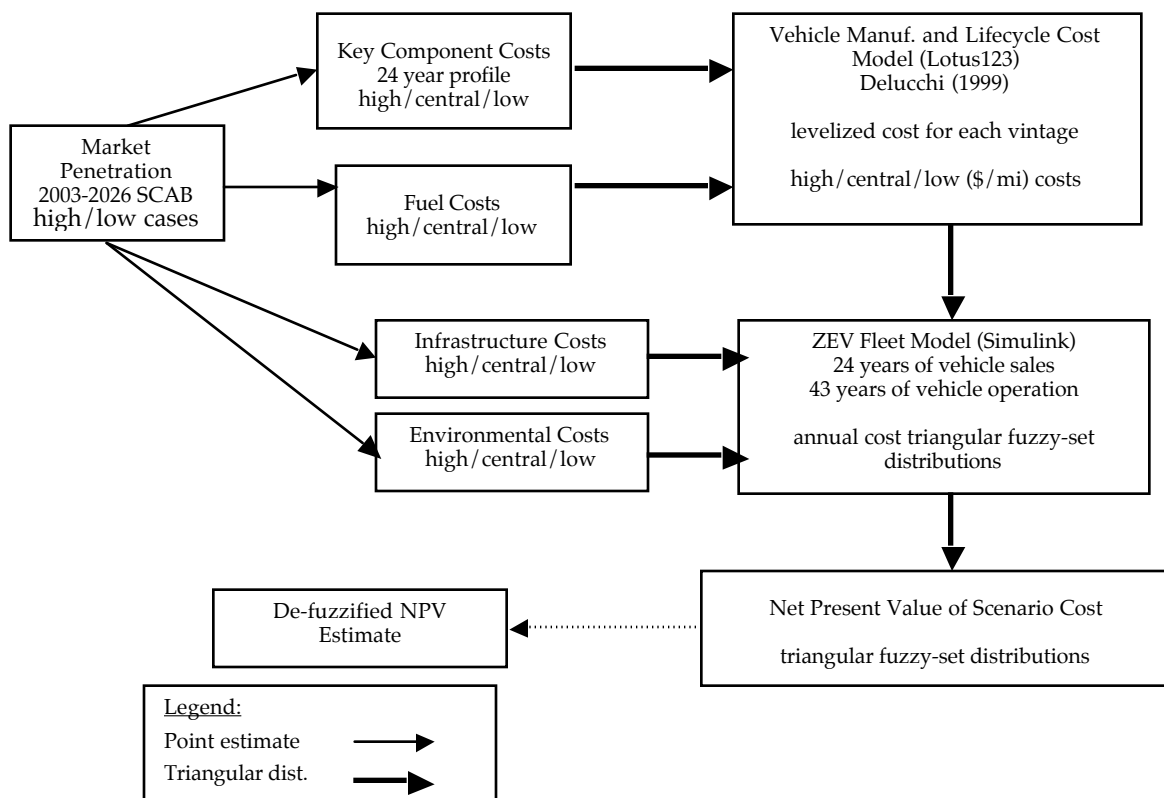 Key Component Costs
24 year profile
high/central/low
Vehicle Manuf. and Lifecycle Cost
Model (Lotus123)
Delucchi (1999)
levelized cost for each vintage
high/central/low ($/mi) costs
Market
Penetration
2003-2026 SCAB
high/low cases
Fuel Costs
high/central/low
Infrastructure Costs
high/central/low
Environmental Costs
high/central/low
ZEV Fleet Model (Simulink)
24 years of vehicle sales
43 years of vehicle operation
annual cost triangular fuzzy-set
distributions
Net Present Value of Scenario Cost
triangular fuzzy-set distributions
De-fuzzified NPV
Estimate
Legend:
Point estimate
Triangular dist.